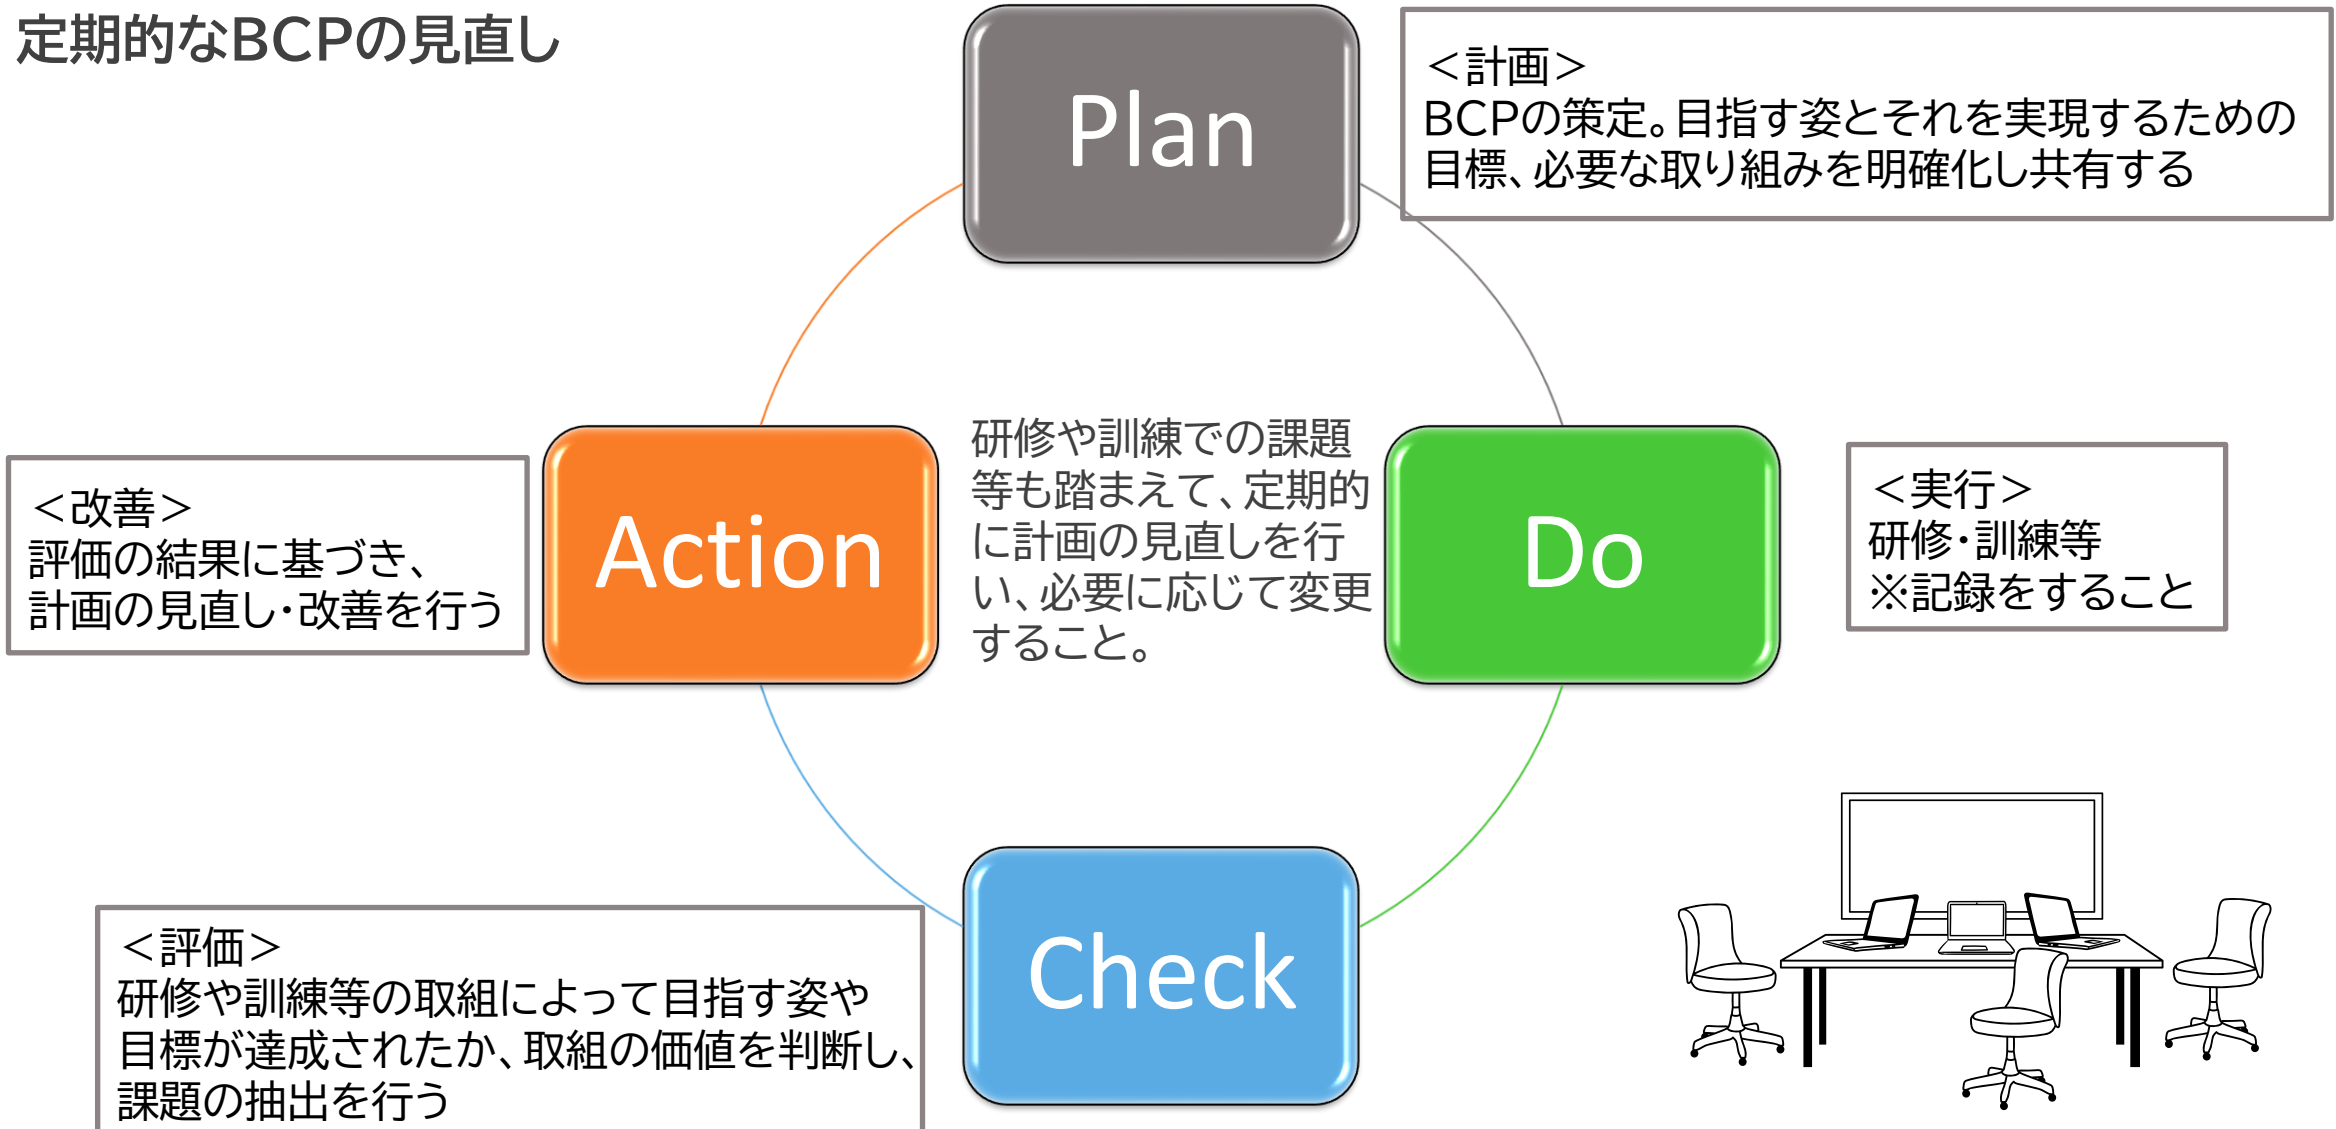 定期的なBCPの見直し
Plan
＜計画＞
BCPの策定。目指す姿とそれを実現するための
目標、必要な取り組みを明確化し共有する
Do
＜実行＞
研修・訓練等
※記録をすること
Check
＜評価＞
研修や訓練等の取組によって目指す姿や
目標が達成されたか、取組の価値を判断し、
課題の抽出を行う
Action
＜改善＞
評価の結果に基づき、
計画の見直し・改善を行う
研修や訓練での課題
等も踏まえて、定期的
に計画の見直しを行
い、必要に応じて変更
すること。